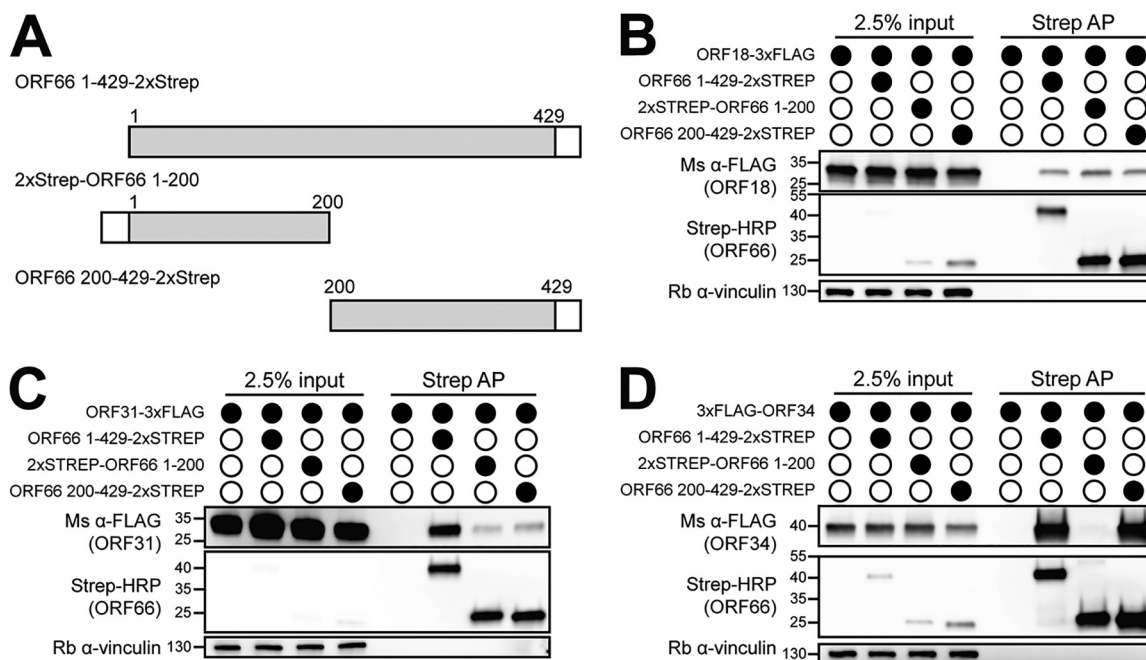 A
ORF66 1-429-2xStrep
1 429
2xStrep-ORF66 1-200
1 200
ORF66 200-429-2xStrep
200 429
B
2.5% input Strep AP
ORF18-3xFLAG
ORF66 1-429-2xSTREP
2xSTREP-ORF66 1-200
ORF66 200-429-2xSTREP
Ms α-FLAG 35
(ORF18) 25
55
40
Strep-HRP 35
(ORF66)
25
Rb α-vinculin 130
C
2.5% input Strep AP
ORF31-3xFLAG
ORF66 1-429-2xSTREP
2xSTREP-ORF66 1-200
ORF66 200-429-2xSTREP
Ms α-FLAG 35
(ORF31) 25
40
Strep-HRP 35
(ORF66) 25
Rb α-vinculin 130
D
2.5% input Strep AP
3xFLAG-ORF34
ORF66 1-429-2xSTREP
2xSTREP-ORF66 1-200
ORF66 200-429-2xSTREP
Ms α-FLAG 40
(ORF34)
55
40
Strep-HRP 35
(ORF66)
25
Rb α-vinculin 130